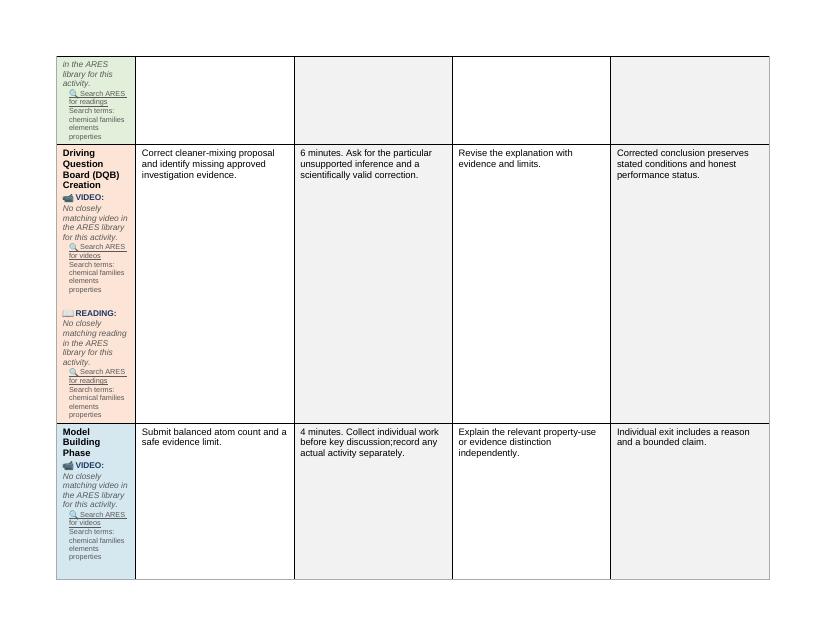 in the ARES
library for this
activity.
🔍 Search ARES
for readings
Search terms:
chemical families
elements
properties
Driving
Question
Board (DQB)
Creation
📹 VIDEO:
No closely
matching video in
the ARES library
for this activity.
🔍 Search ARES
for videos
Search terms:
chemical families
elements
properties
📖 READING:
No closely
matching reading
in the ARES
library for this
activity.
🔍 Search ARES
for readings
Search terms:
chemical families
elements
properties
Correct cleaner-mixing proposal
and identify missing approved
investigation evidence.
6 minutes. Ask for the particular
unsupported inference and a
scientifically valid correction.
Revise the explanation with
evidence and limits.
Corrected conclusion preserves
stated conditions and honest
performance status.
Model
Building
Phase
📹 VIDEO:
No closely
matching video in
the ARES library
for this activity.
🔍 Search ARES
for videos
Search terms:
chemical families
elements
properties
Submit balanced atom count and a
safe evidence limit.
4 minutes. Collect individual work
before key discussion;record any
actual activity separately.
Explain the relevant property-use
or evidence distinction
independently.
Individual exit includes a reason
and a bounded claim.